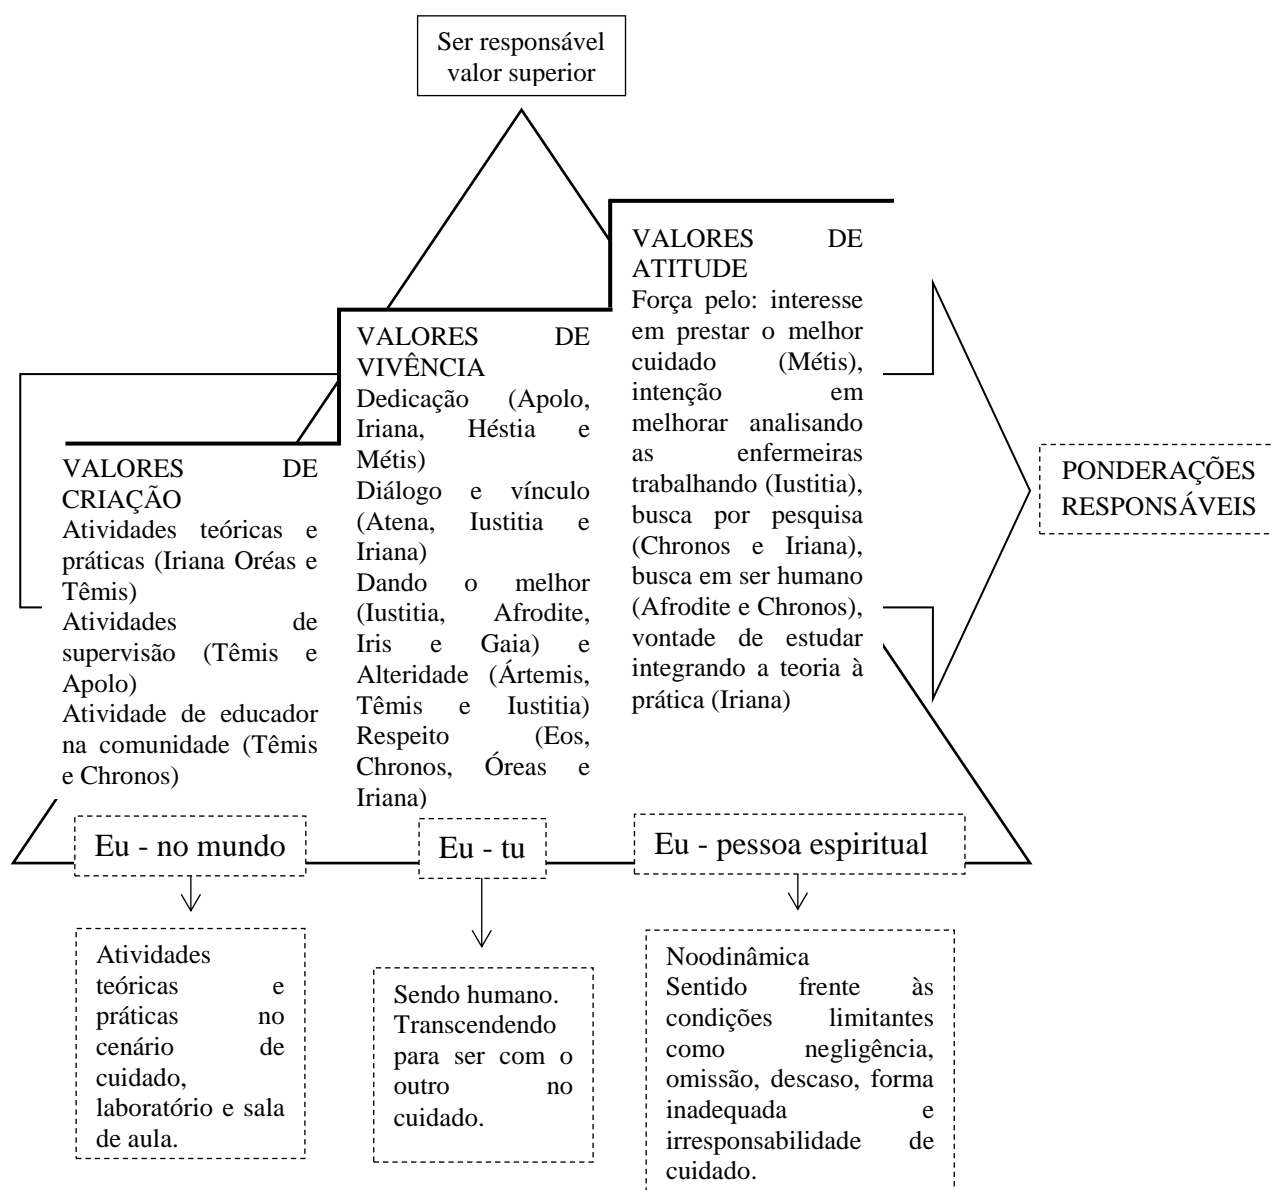 Ser responsável
valor superior
VALORES DE
CRIAÇÃO
Atividades teóricas e
práticas (Iriana Oréas e
Têmis)
Atividades de
supervisão (Têmis e
Apolo)
Atividade de educador
na comunidade (Têmis
e Chronos)
VALORES DE
VIVÊNCIA
Dedicação (Apolo,
Iriana, Héstia e
Métis)
Diálogo e vínculo
(Atena, Iustitia e
Iriana)
Dando o melhor
(Iustitia, Afrodite,
Iris e Gaia) e
Alteridade (Ártemis,
Têmis e Iustitia)
Respeito (Eos,
Chronos, Óreas e
Iriana)
VALORES DE
ATITUDE
Força pelo: interesse
em prestar o melhor
cuidado (Métis),
intenção em
melhorar analisando
as enfermeiras
trabalhando (Iustitia),
busca por pesquisa
(Chronos e Iriana),
busca em ser humano
(Afrodite e Chronos),
vontade de estudar
integrando a teoria à
prática (Iriana)
PONDERAÇÕES
RESPONSÁVEIS
Eu - no mundo
Eu - tu
Eu - pessoa espiritual
Atividades
teóricas e
práticas no
cenário de
cuidado,
laboratório e sala
de aula.
Sendo humano.
Transcendendo
para ser com o
outro no
cuidado.
Noodinâmica
Sentido frente às
condições limitantes
como negligência,
omissão, descaso, forma
inadequada e
irresponsabilidade de
cuidado.